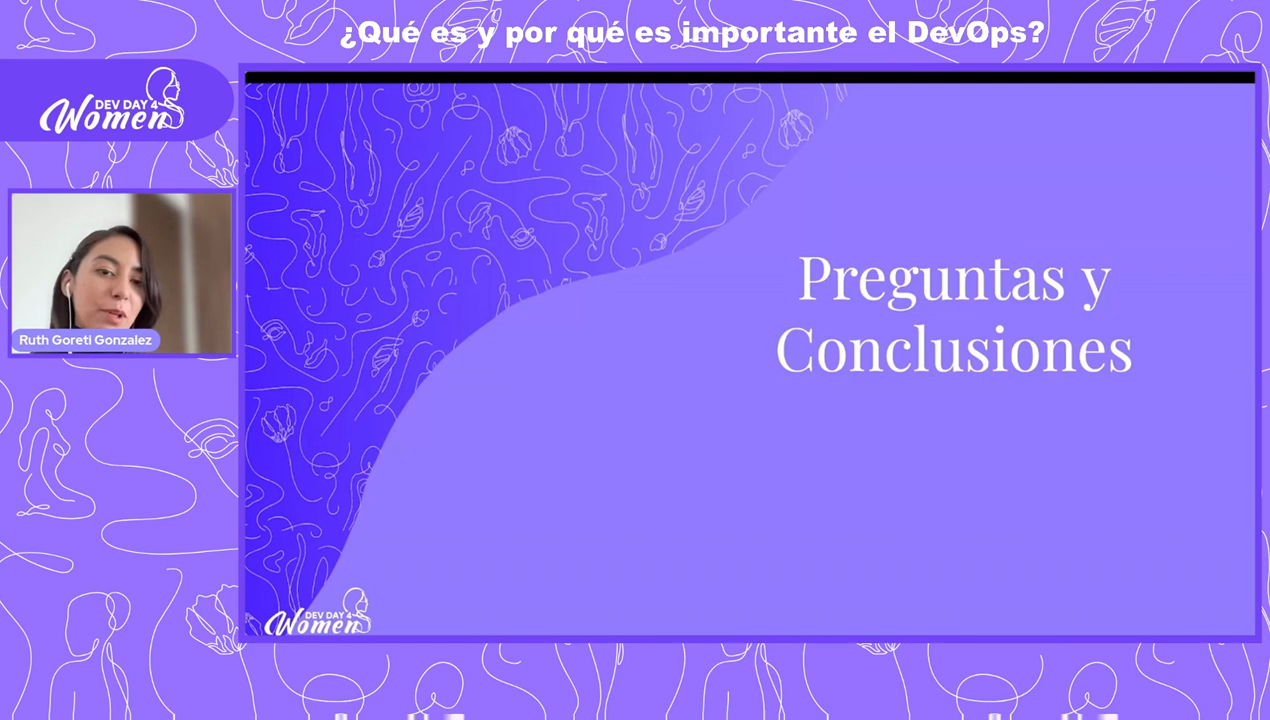 ¿Qué es y por qué es importante el DevOps?
DEV DAY 4
Women
Ruth Goreti Gonzalez
Preguntas y
Conclusiones
DEV DAY 4
Women